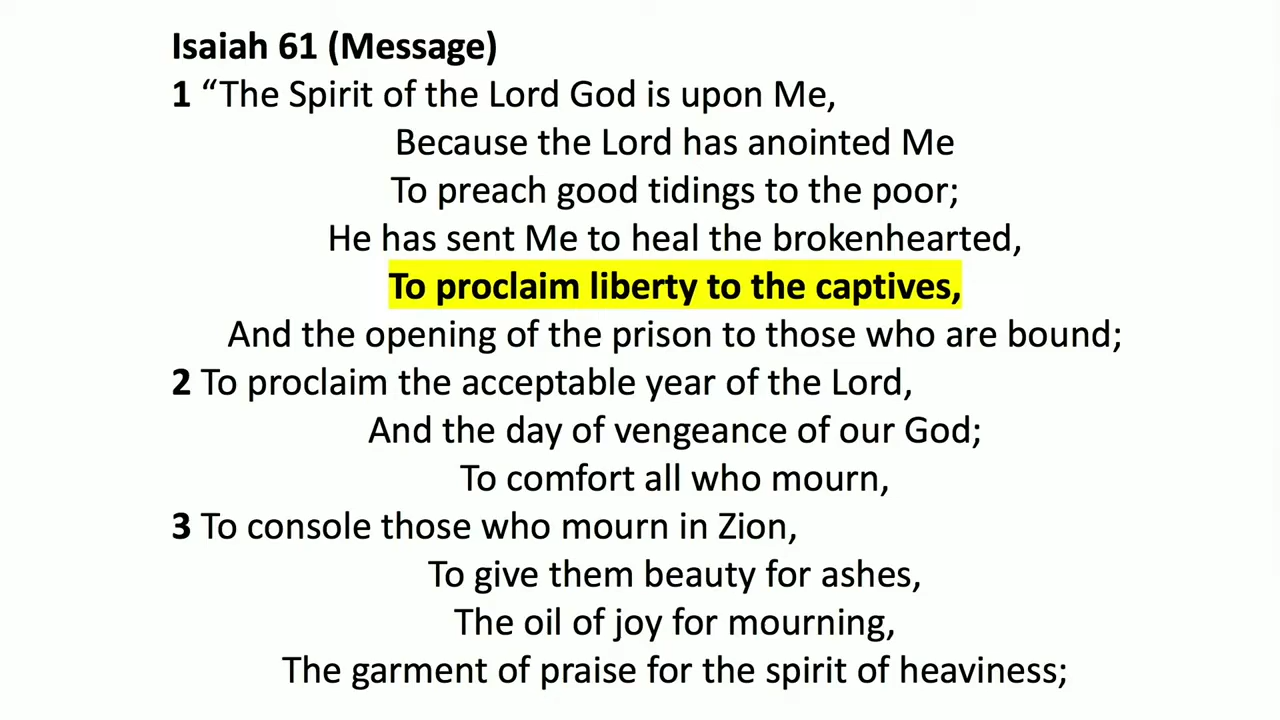 Isaiah 61 (Message)
1 “The Spirit of the Lord God is upon Me,
Because the Lord has anointed Me
To preach good tidings to the poor;
He has sent Me to heal the brokenhearted,
To proclaim liberty to the captives,
And the opening of the prison to those who are bound;
2 To proclaim the acceptable year of the Lord,
And the day of vengeance of our God;
To comfort all who mourn,
3 To console those who mourn in Zion,
To give them beauty for ashes,
The oil of joy for mourning,
The garment of praise for the spirit of heaviness;